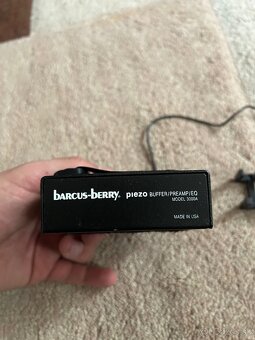 barcus-berry. piezo BUFFER/PREAMP/EQ
MODEL 3000A
MADE IN USA